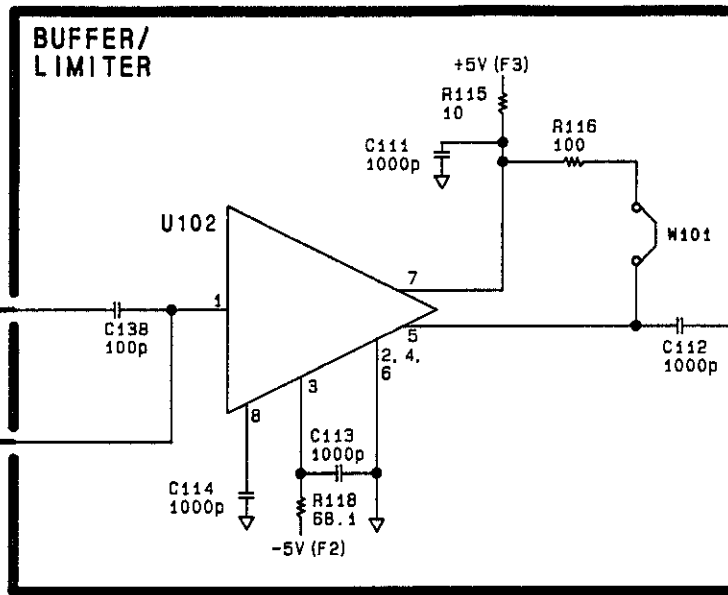 BUFFER/
LIMITER
+5V(F3)
R115
10
C111
1000p
R116
100
U102
W101
7
1
C138
100p
5
C112
1000p
2, 4,
6
3
8
C113
1000p
C114
1000p
R118
68.1
-5V(F2)